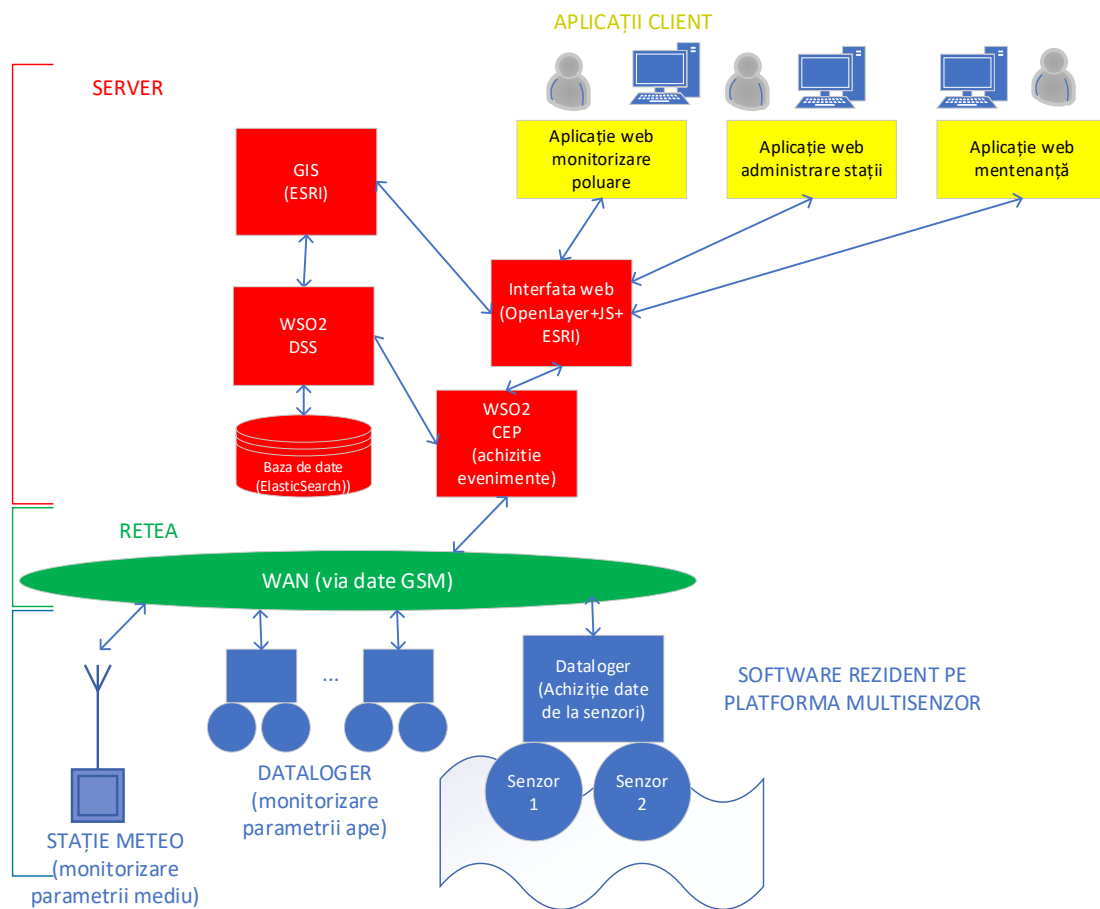 APLICAȚII CLIENT
SERVER
Aplicație web
monitorizare
poluare
Aplicație web
administrare stații
Aplicație web
mentenanță
GIS
(ESRI)
Interfata web
(OpenLayer+JS+
ESRI)
WSO2
DSS
WSO2
CEP
(achizitie
evenimente)
Baza de date
(ElasticSearch))
RETEA
WAN (via date GSM)
Dataloger
(Achiziție date
de la senzori)
SOFTWARE REZIDENT PE
PLATFORMA MULTISENZOR
...
DATALOGER
(monitorizare
parametrii ape)
Senzor
1
Senzor
2
STAȚIE METEO
(monitorizare
parametrii mediu)